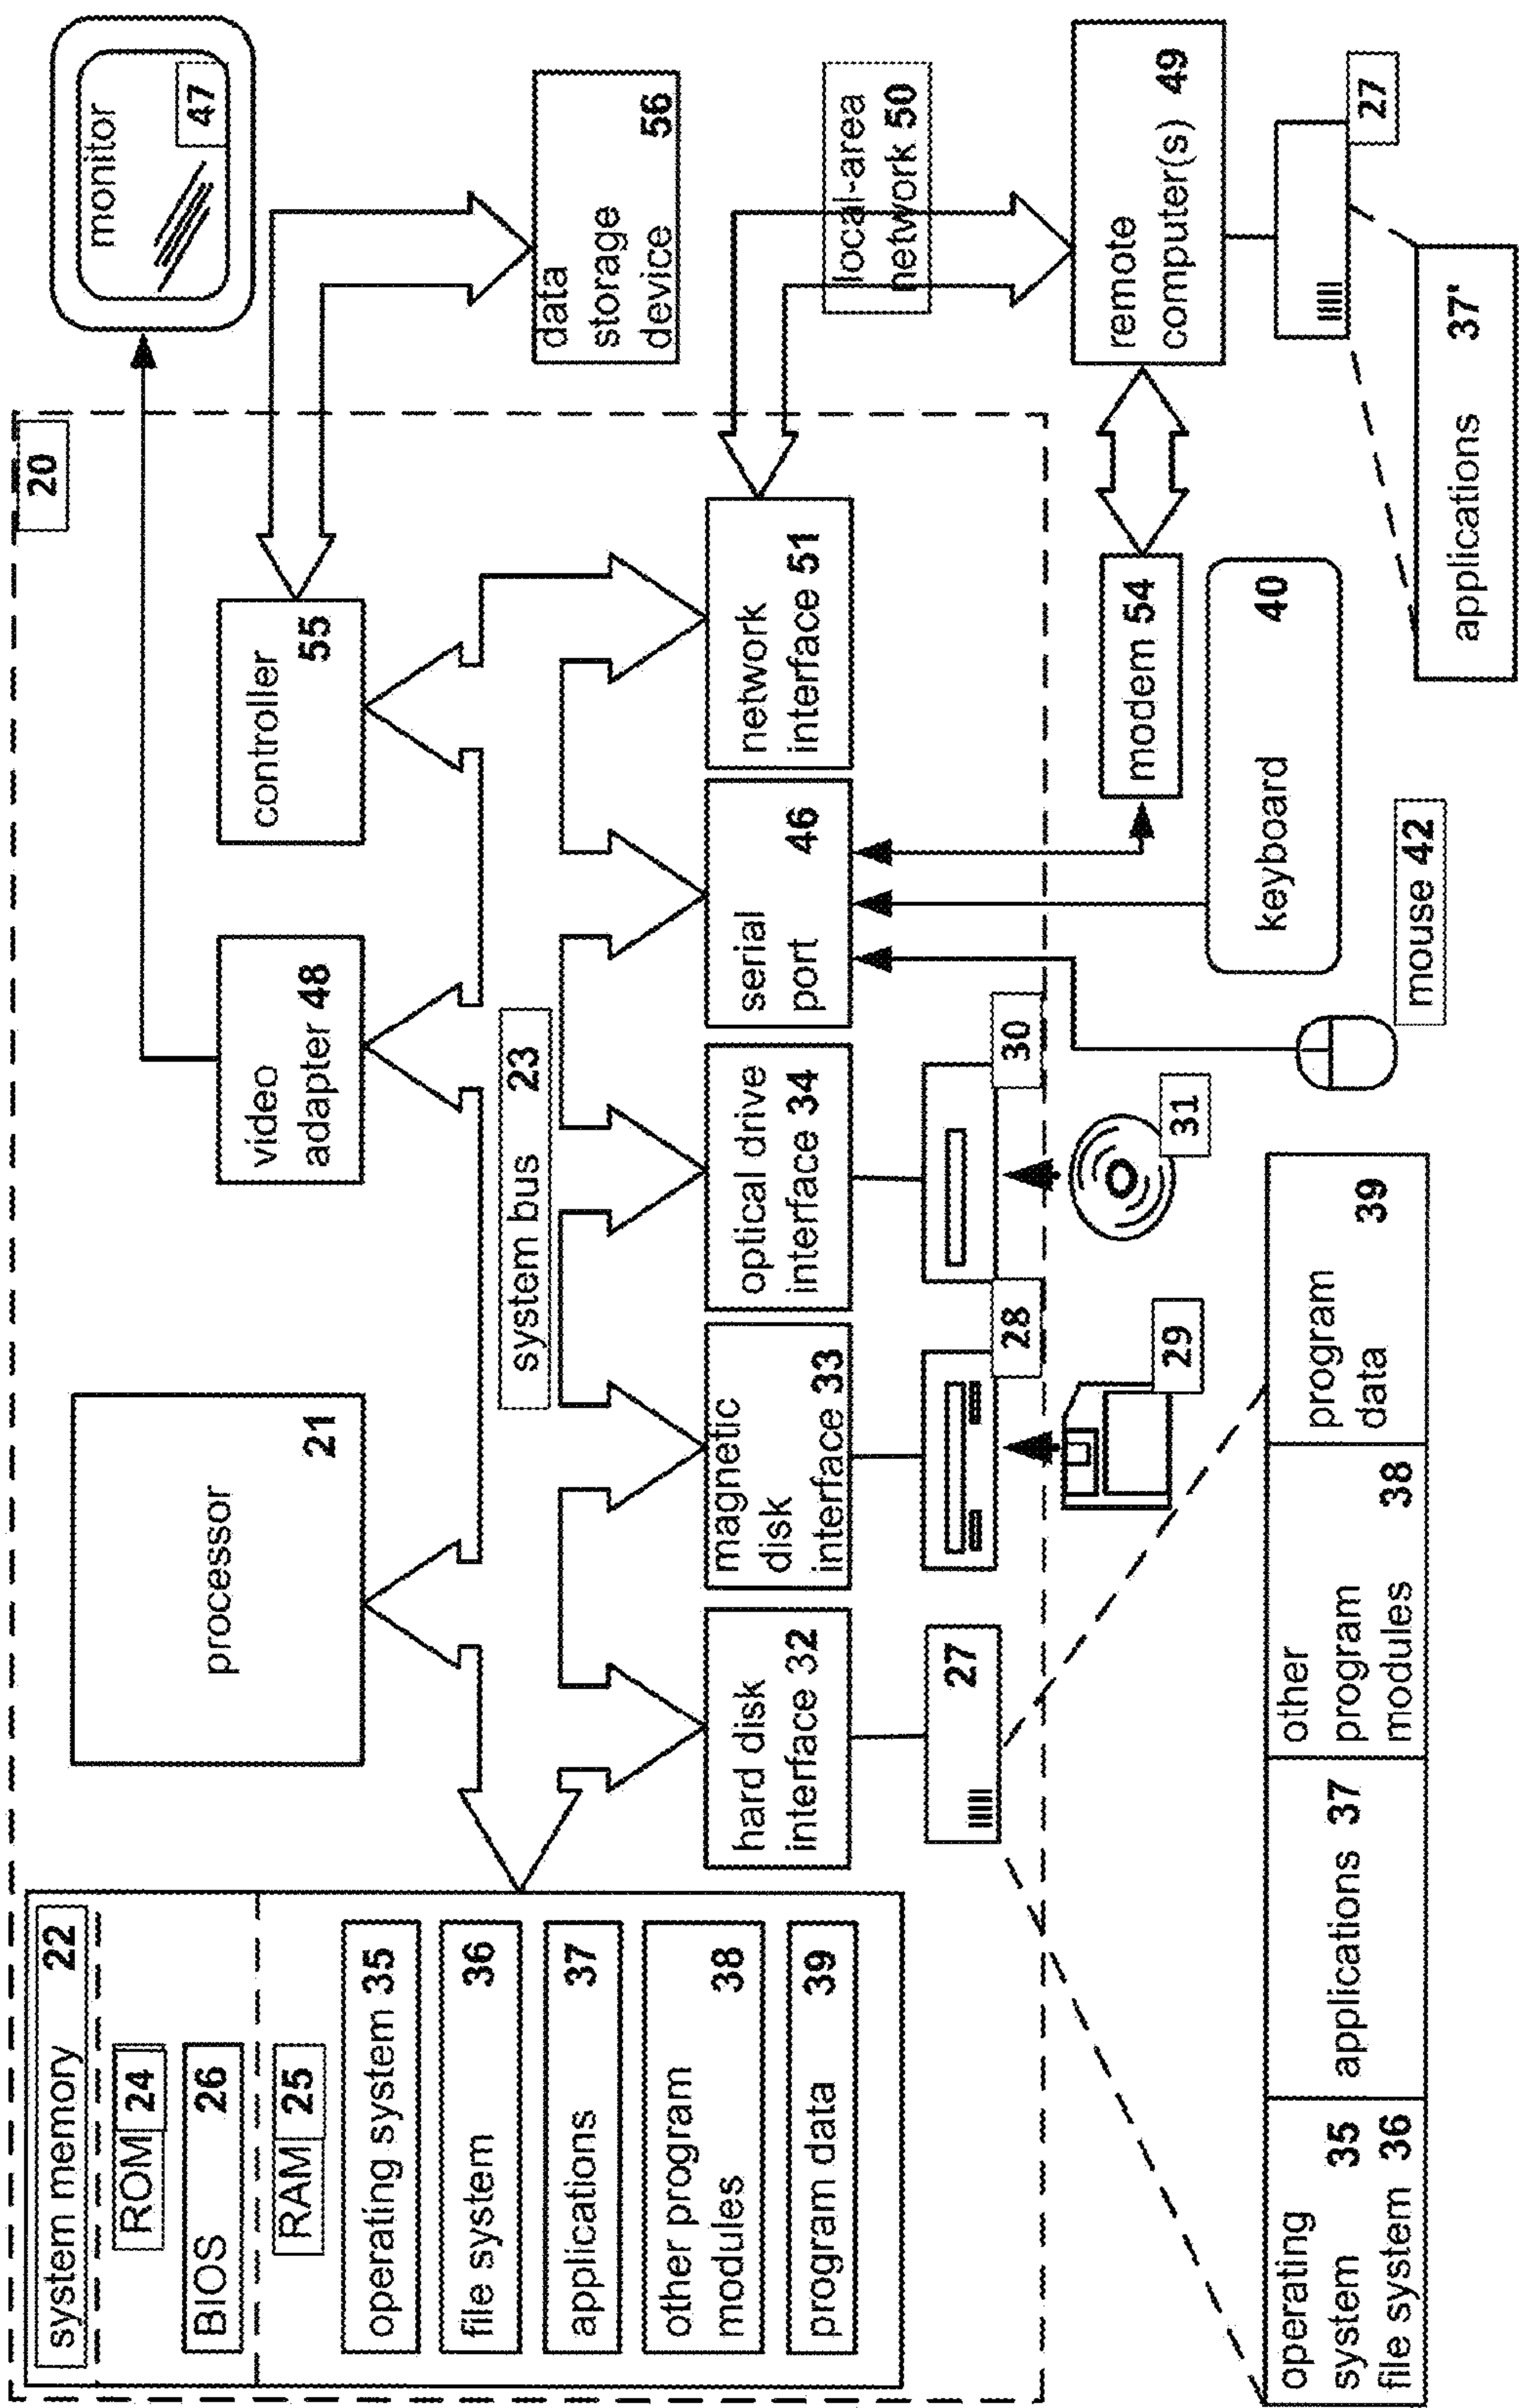 20
system memory 22
ROM 24
BIOS 26
RAM 25
operating system 35
file system 36
applications 37
other program
modules 38
program data 39
processor
21
video
adapter 48
controller
55
monitor
47
system bus 23
data
storage
device 56
hard disk
interface 32
magnetic
disk
interface 33
optical drive
interface 34
serial
port 46
network
interface 51
local-area
network 50
27
28
30
29
31
modem 54
remote
computer(s) 49
keyboard 40
mouse 42
27
operating
system 35
file system 36
applications 37
other
program
modules 38
program
data 39
applications 37'